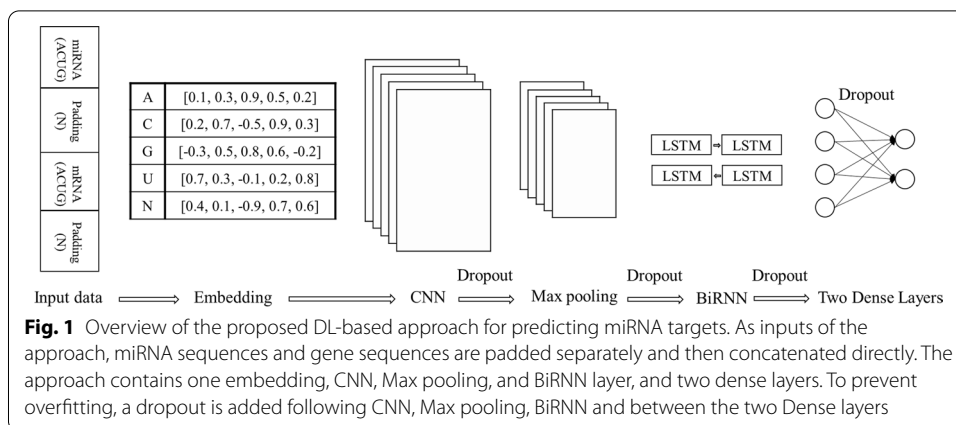 miRNA
(ACUG)
Padding
(N)
mRNA
(ACUG)
Padding
(N)
A [0.1, 0.3, 0.9, 0.5, 0.2]
C [0.2, 0.7, -0.5, 0.9, 0.3]
G [-0.3, 0.5, 0.8, 0.6, -0.2]
U [0.7, 0.3, -0.1, 0.2, 0.8]
N [0.4, 0.1, -0.9, 0.7, 0.6]
LSTM LSTM
LSTM LSTM
Dropout
Dropout Dropout Dropout
Input data Embedding CNN Max pooling BiRNN Two Dense Layers
Fig. 1 Overview of the proposed DL-based approach for predicting miRNA targets. As inputs of the
approach, miRNA sequences and gene sequences are padded separately and then concatenated directly. The
approach contains one embedding, CNN, Max pooling, and BiRNN layer, and two dense layers. To prevent
overfitting, a dropout is added following CNN, Max pooling, BiRNN and between the two Dense layers